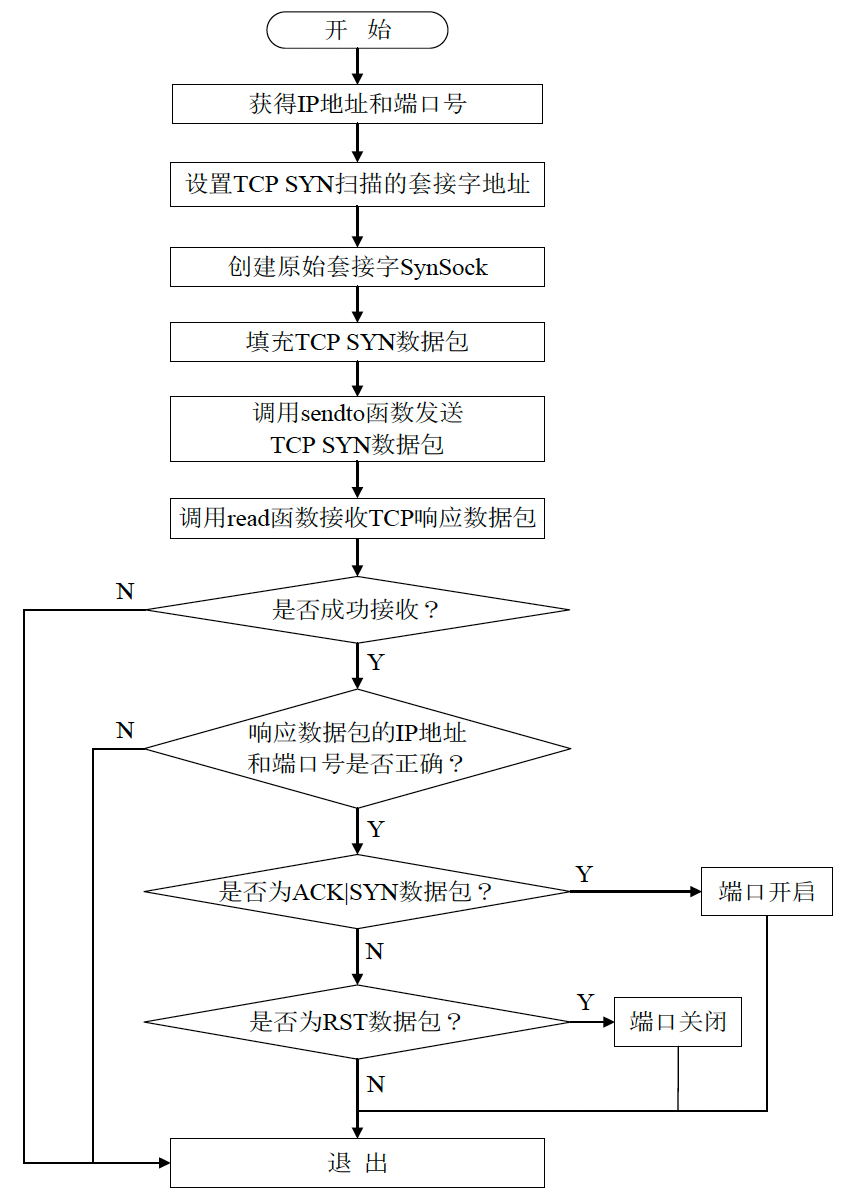 开 始
获得IP地址和端口号
设置TCP SYN扫描的套接字地址
创建原始套接字SynSock
填充TCP SYN数据包
调用sendto函数发送
TCP SYN数据包
调用read函数接收TCP响应数据包
N
是否成功接收？
Y
N
响应数据包的IP地址
和端口号是否正确？
Y
是否为ACK|SYN数据包？
Y
端口开启
N
是否为RST数据包？
Y
端口关闭
N
退 出